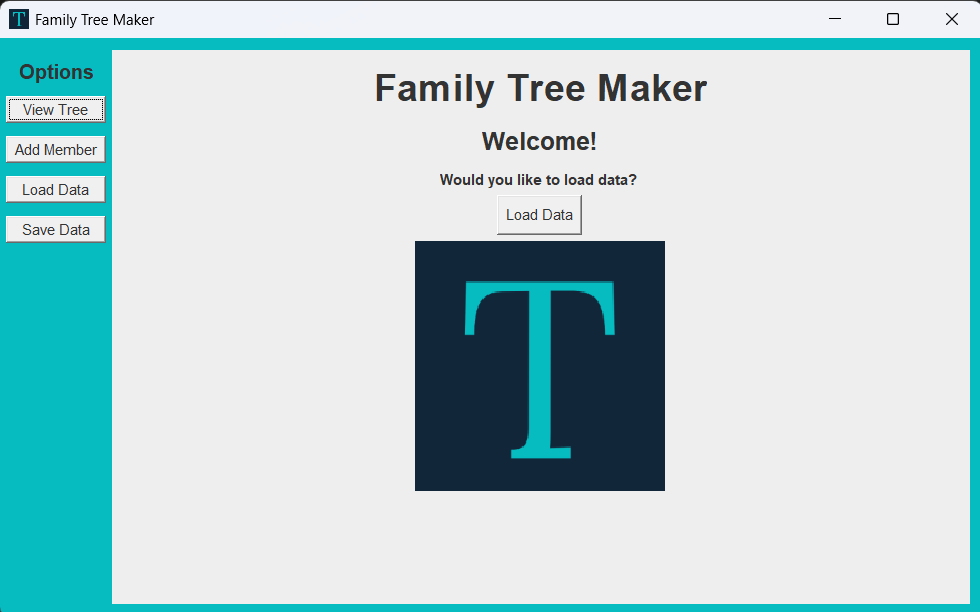 T Family Tree Maker
Options
View Tree
Add Member
Load Data
Save Data
Family Tree Maker
Welcome!
Would you like to load data?
Load Data
T